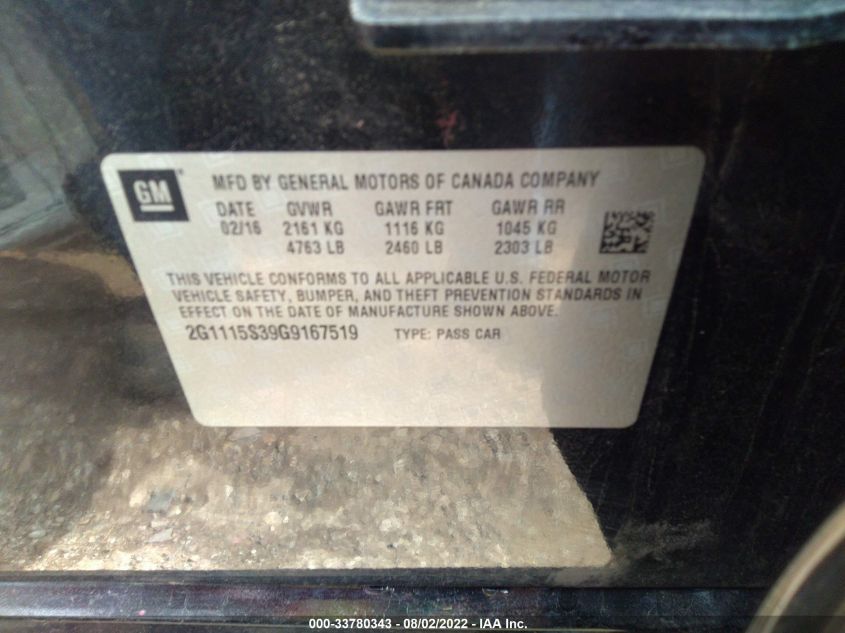 GM
MFD BY GENERAL MOTORS OF CANADA COMPANY
DATE GVWR GAWR FRT GAWR RR
02/16 2161 KG 1116 KG 1045 KG
4763 LB 2460 LB 2303 LB
THIS VEHICLE CONFORMS TO ALL APPLICABLE U.S. FEDERAL MOTOR
VEHICLE SAFETY, BUMPER, AND THEFT PREVENTION STANDARDS IN
EFFECT ON THE DATE OF MANUFACTURE SHOWN ABOVE.
2G1115S39G9167519 TYPE: PASS CAR
000-33780343 - 08/02/2022 - IAA Inc.